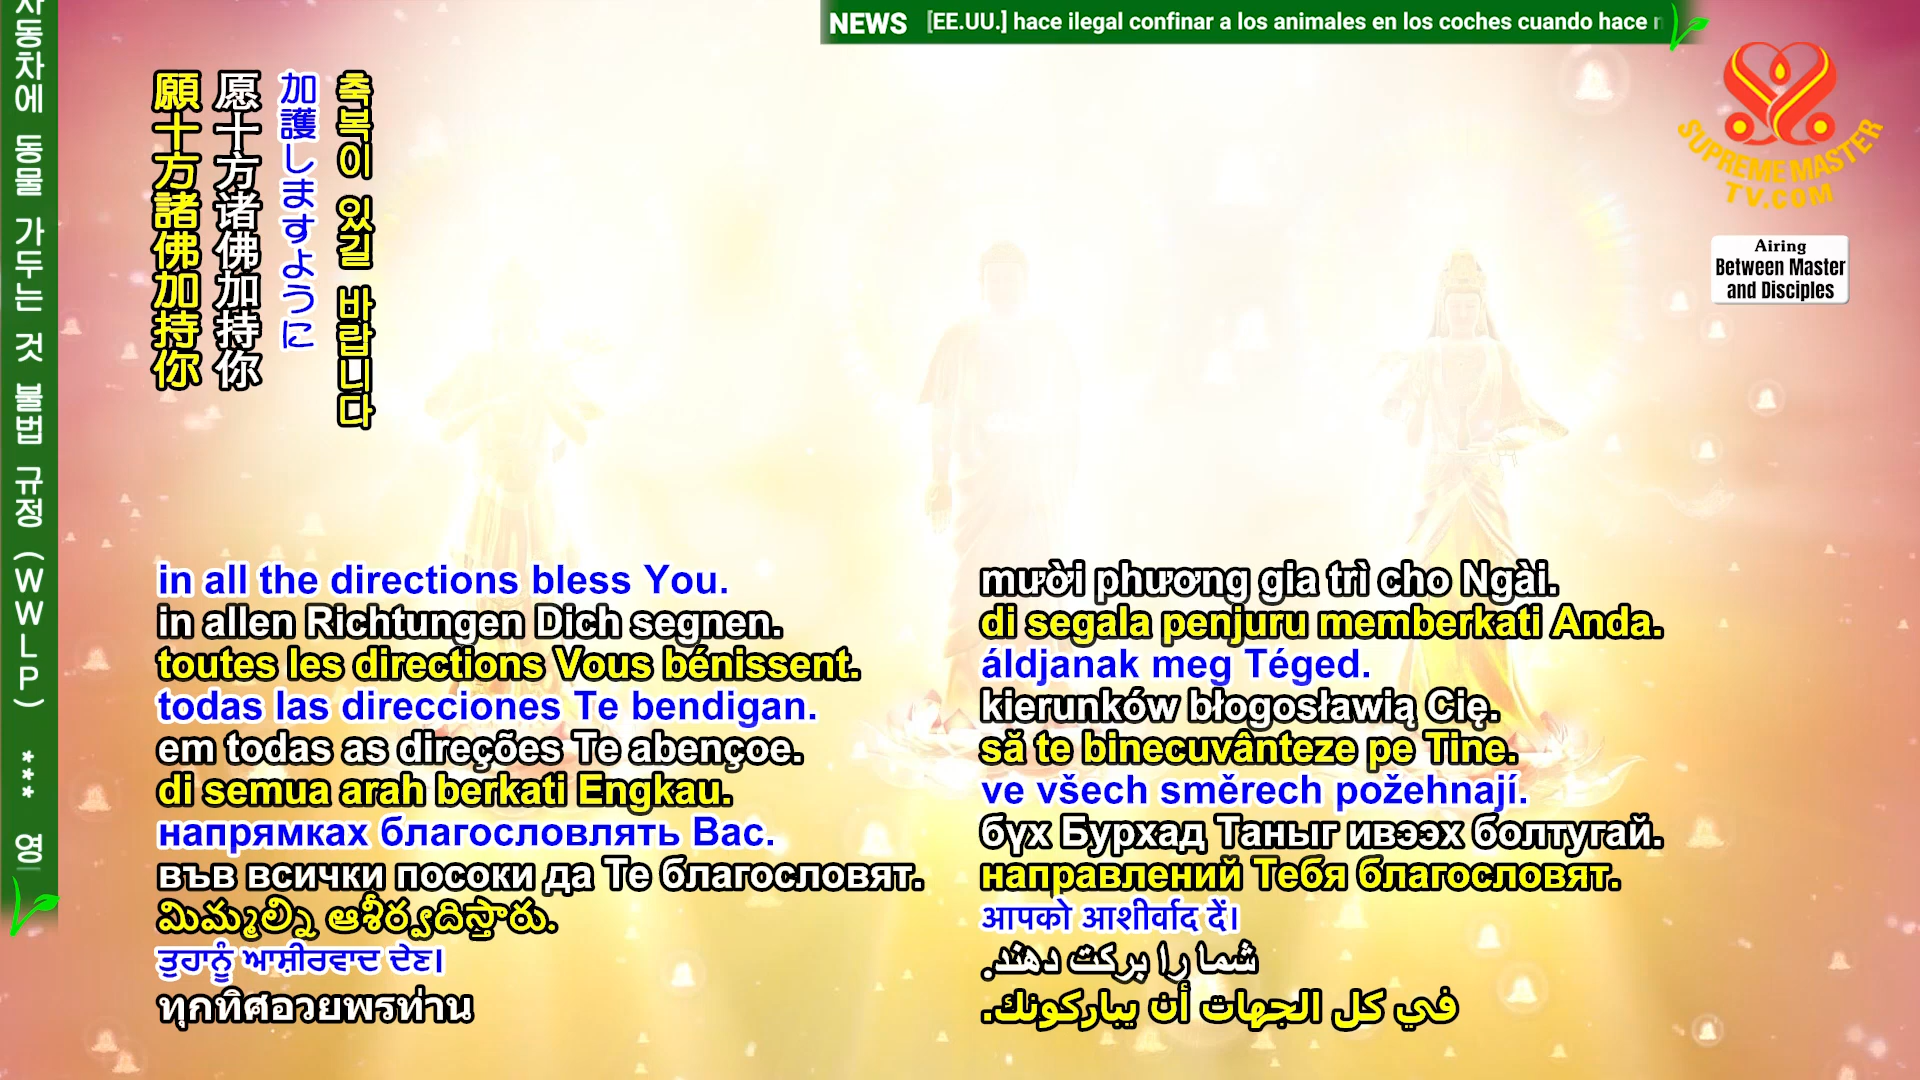 NEWS [EE.UU.] hace ilegal confinar a los animales en los coches cuando hace
자동차에 동물 가두는 것 불법 규정 (WWLP) *** 영
SUPREME MASTER
TV.COM
Airing
Between Master
and Disciples
축복이 있길 바랍니다
加護しますように
愿十方诸佛加持你
願十方諸佛加持你
in all the directions bless You.
in allen Richtungen Dich segnen.
toutes les directions Vous bénissent.
todas las direcciones Te bendigan.
em todas as direções Te abençoe.
di semua arah berkati Engkau.
напрямках благословлять Вас.
във всички посоки да Те благословят.
మిమ్మల్ని ఆశీర్వదిస్తారు.
ਤੁਹਾਨੂੰ ਆਸ਼ੀਰਵਾਦ ਦੇਣ।
ทุกทิศอวยพรท่าน
mười phương gia trì cho Ngài.
di segala penjuru memberkati Anda.
áldjanak meg Téged.
kierunków błogosławią Cię.
să te binecuvânteze pe Tine.
ve všech směrech požehnají.
бүх Бурхад Таныг ивээх болтугай.
направлений Тебя благословят.
आपको आशीर्वाद दें।
شما را برکت دهند.
في كل الجهات أن يباركونك.